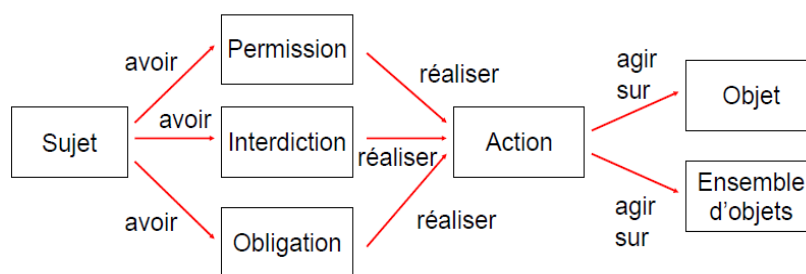 Sujet
avoir
avoir
avoir
Permission
Interdiction
Obligation
réaliser
réaliser
réaliser
Action
agir
sur
agir
sur
Objet
Ensemble
d'objets